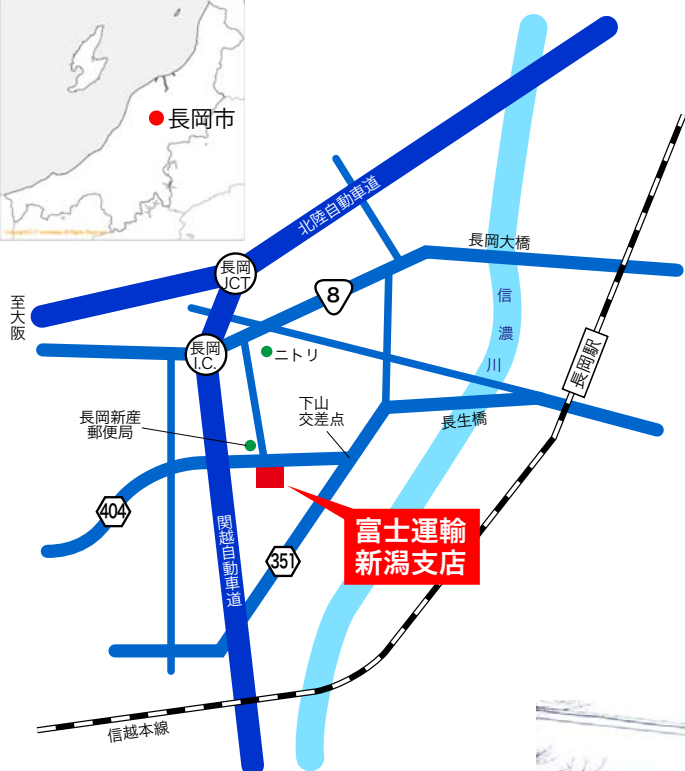 長岡市
北陸自動車道
長岡大橋
長岡
JCT
至大阪
8
信濃川
長岡
I.C.
ニトリ
長岡駅
下山
交差点
長岡新産
郵便局
長生橋
404
富士運輸
新潟支店
関越自動車道
351
信越本線